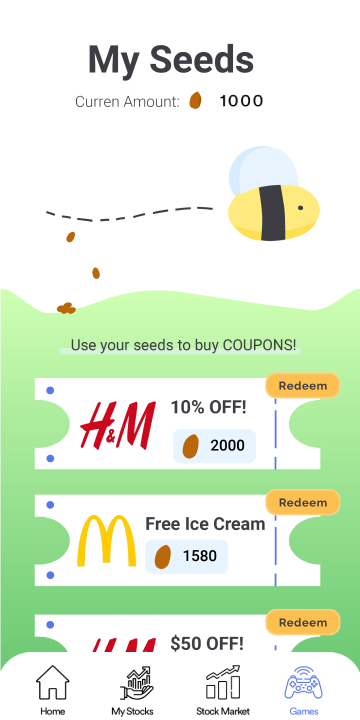 My Seeds
Curren Amount: 1000
Use your seeds to buy COUPONS!
Redeem
10% OFF!
H&M
2000
Redeem
Free Ice Cream
1580
Redeem
$50 OFF!
H&M
Home
My Stocks
Stock Market
Games